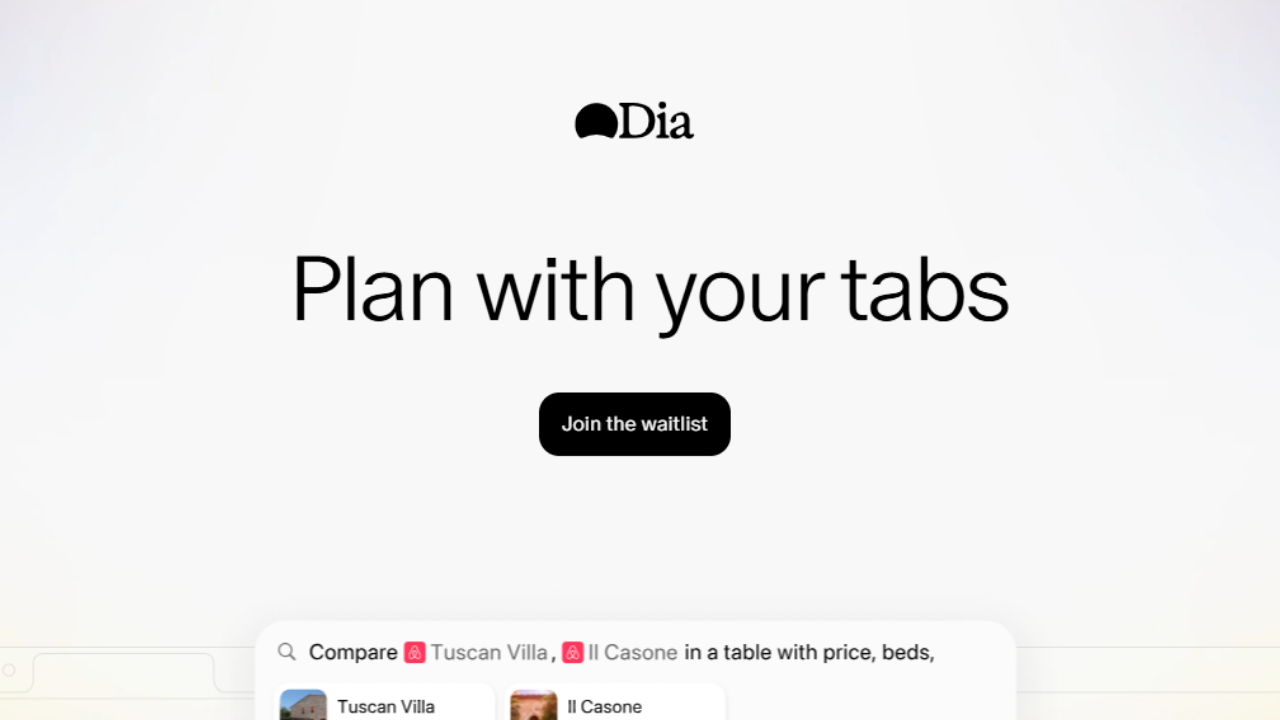 Dia
Plan with your tabs
Join the waitlist
Compare Tuscan Villa, Il Casone in a table with price, beds,
Tuscan Villa
Il Casone